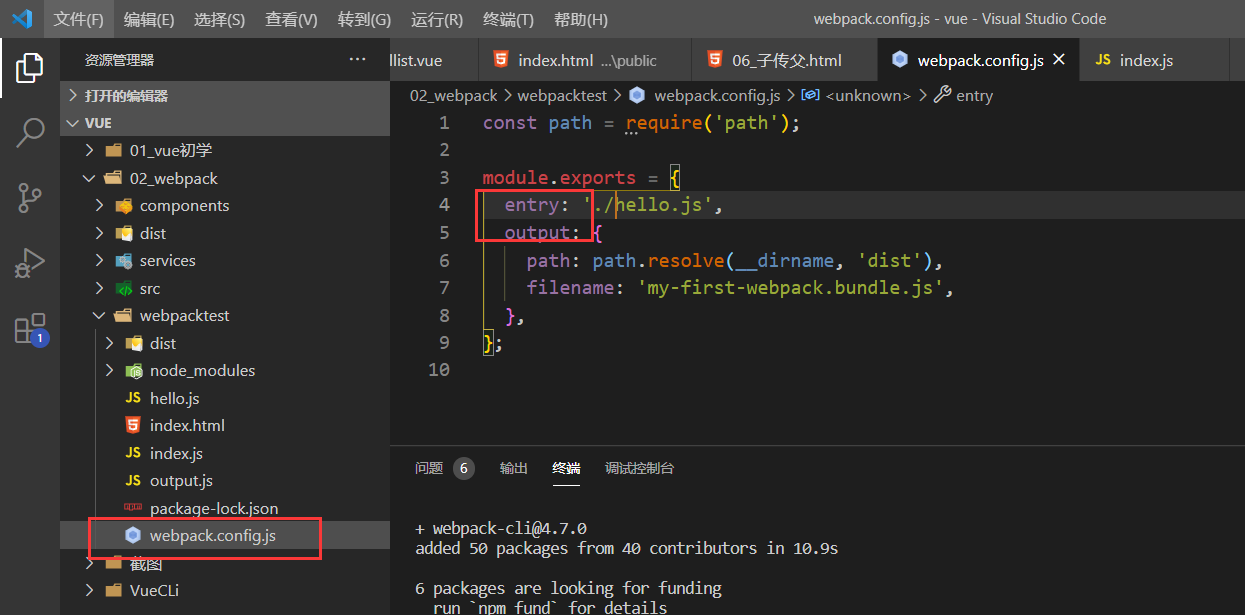 文件(F) 编辑(E) 选择(S) 查看(V) 转到(G) 运行(R) 终端(T) 帮助(H) webpack.config.js - vue - Visual Studio Code
资源管理器 ···
llist.vue index.html ...\public 06_子传父.html webpack.config.js × JS index.js
打开的编辑器
VUE
01_vue初学
02_webpack
components
dist
services
src
webpacktest
dist
node_modules
JS hello.js
index.html
JS index.js
JS output.js
package-lock.json
webpack.config.js
截图
VueCLi
1
02_webpack > webpacktest > webpack.config.js > <unknown> > entry
1 const path = require('path');
2
3 module.exports = {
4 entry: './hello.js',
5 output: {
6 path: path.resolve(__dirname, 'dist'),
7 filename: 'my-first-webpack.bundle.js',
8 },
9 };
10
问题 6 输出 终端 调试控制台
+ webpack-cli@4.7.0
added 50 packages from 40 contributors in 10.9s
6 packages are looking for funding
run `npm fund` for details